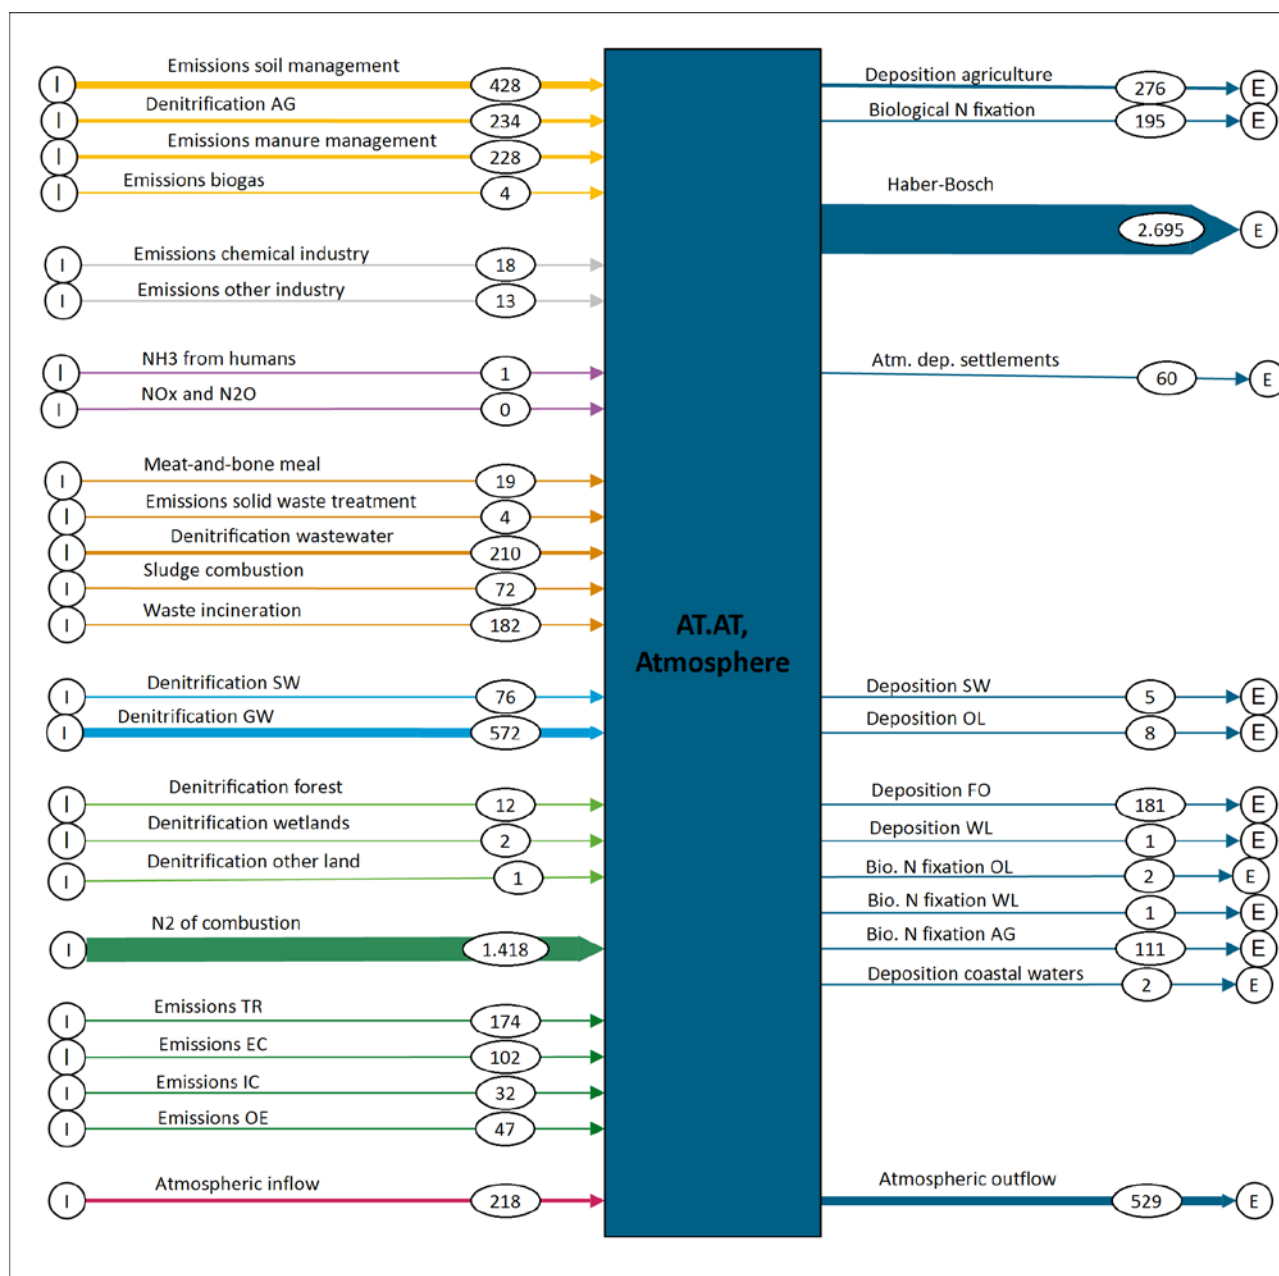 I Emissions soil management 428
I Denitrification AG 234
I Emissions manure management 228
I Emissions biogas 4
I Emissions chemical industry 18
I Emissions other industry 13
I NH3 from humans 1
I NOx and N2O 0
I Meat-and-bone meal 19
I Emissions solid waste treatment 4
I Denitrification wastewater 210
I Sludge combustion 72
I Waste incineration 182
I Denitrification SW 76
I Denitrification GW 572
I Denitrification forest 12
I Denitrification wetlands 2
I Denitrification other land 1
I N2 of combustion 1.418
I Emissions TR 174
I Emissions EC 102
I Emissions IC 32
I Emissions OE 47
I Atmospheric inflow 218
AT.AT,
Atmosphere
Deposition agriculture 276 E
Biological N fixation 195 E
Haber-Bosch 2.695 E
Atm. dep. settlements 60 E
Deposition SW 5 E
Deposition OL 8 E
Deposition FO 181 E
Deposition WL 1 E
Bio. N fixation OL 2 E
Bio. N fixation WL 1 E
Bio. N fixation AG 111 E
Deposition coastal waters 2 E
Atmospheric outflow 529 E